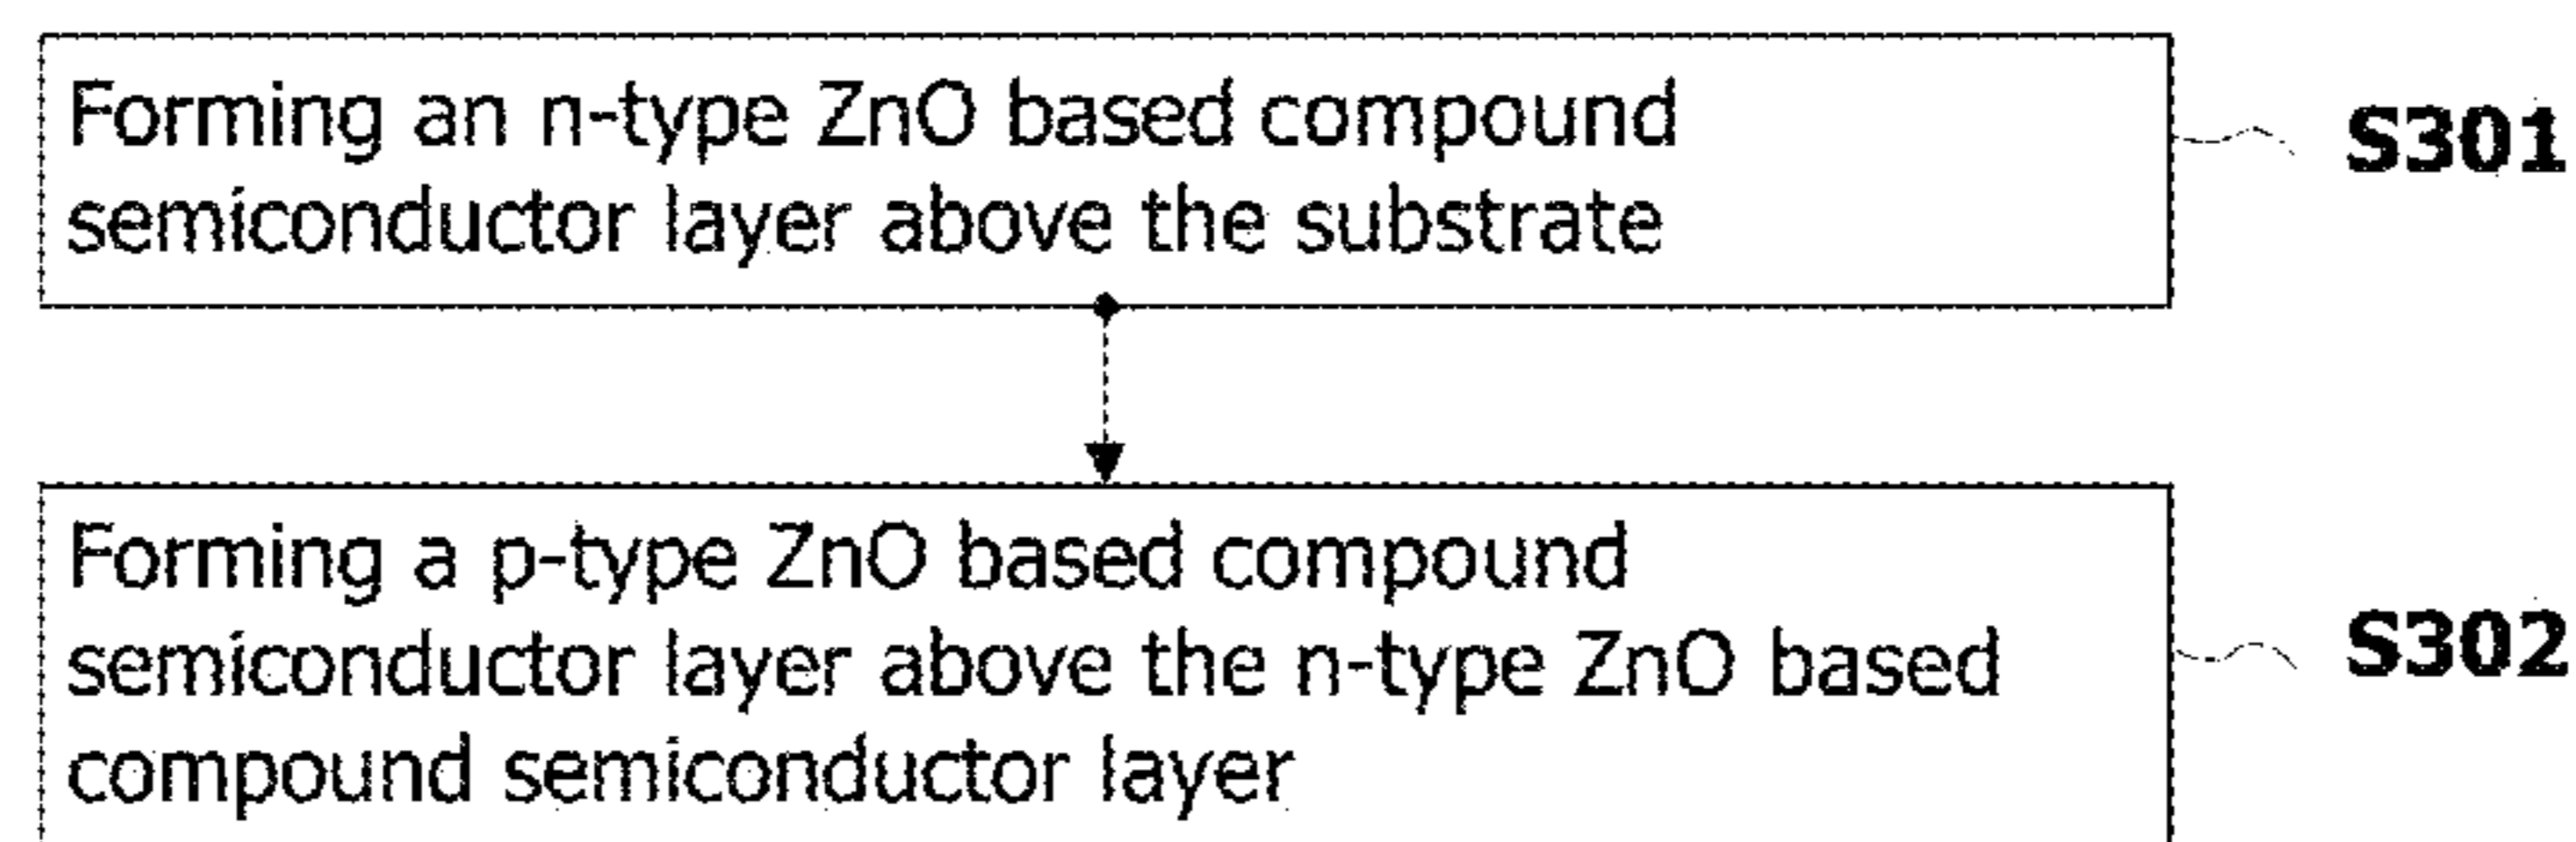 Forming an n-type ZnO based compound
semiconductor layer above the substrate
S301
Forming a p-type ZnO based compound
semiconductor layer above the n-type ZnO based
compound semiconductor layer
S302